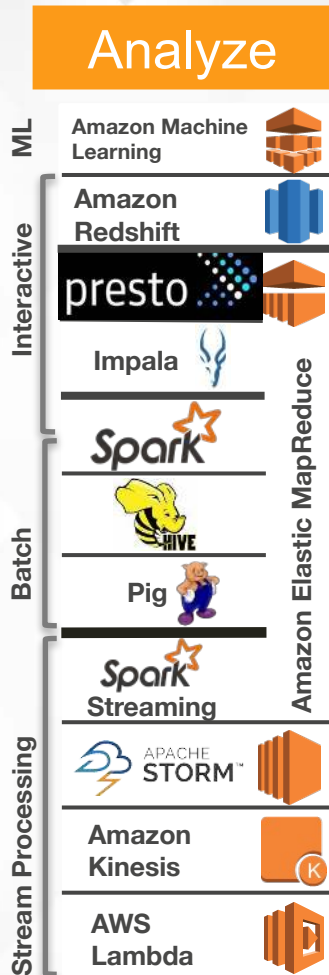 Analyze
ML
Amazon Machine
Learning
Interactive
Amazon
Redshift
presto
Impala
Amazon Elastic MapReduce
Spark
Batch
HIVE
Pig
Spark
Streaming
Stream Processing
APACHE
STORM™
Amazon
Kinesis
K
AWS
Lambda